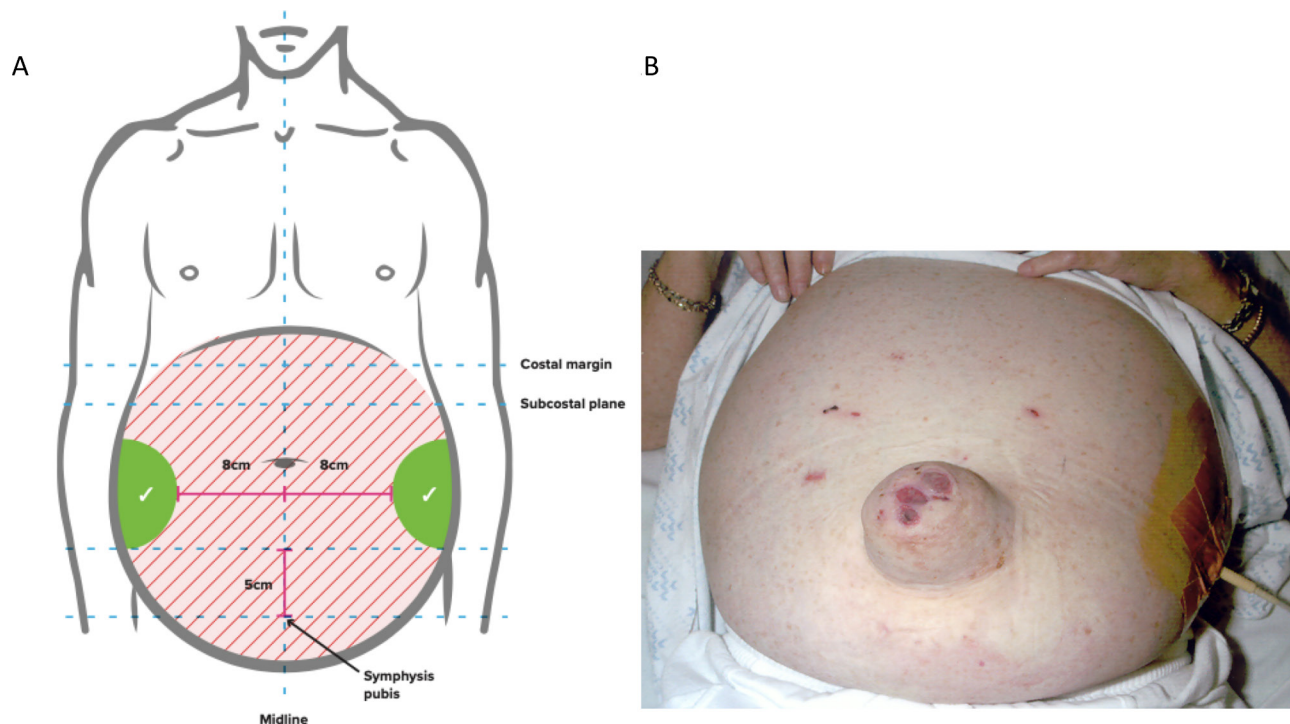 A
B
Costal margin
Subcostal plane
8cm
8cm
5cm
Symphysis
pubis
Midline